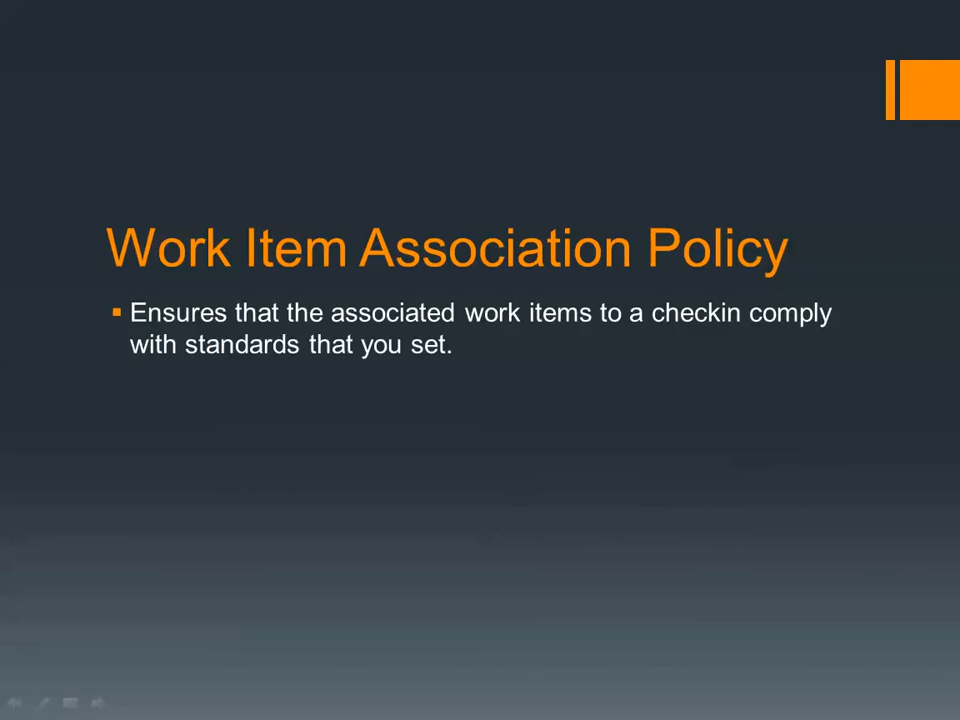 Work Item Association Policy
Ensures that the associated work items to a checkin comply
with standards that you set.